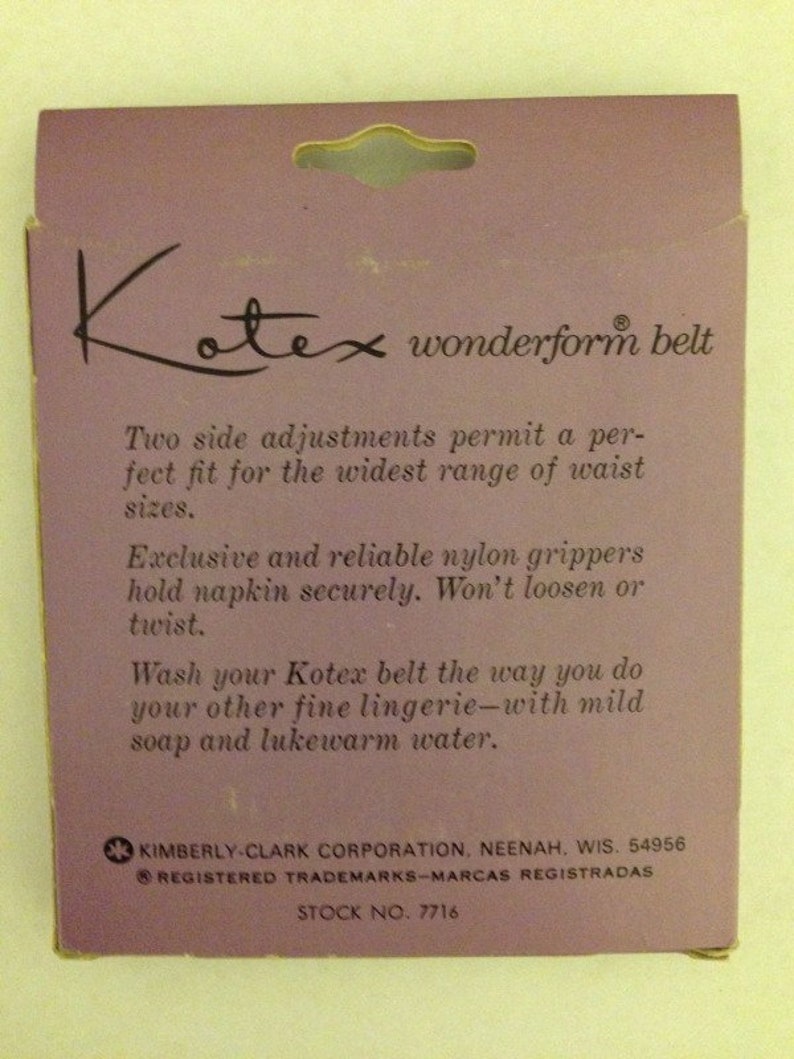 Kotex wonderform® belt
Two side adjustments permit a per-
fect fit for the widest range of waist
sizes.
Exclusive and reliable nylon grippers
hold napkin securely. Won't loosen or
twist.
Wash your Kotex belt the way you do
your other fine lingerie—with mild
soap and lukewarm water.
KIMBERLY-CLARK CORPORATION, NEENAH, WIS. 54956
® REGISTERED TRADEMARKS—MARCAS REGISTRADAS
STOCK NO. 7716